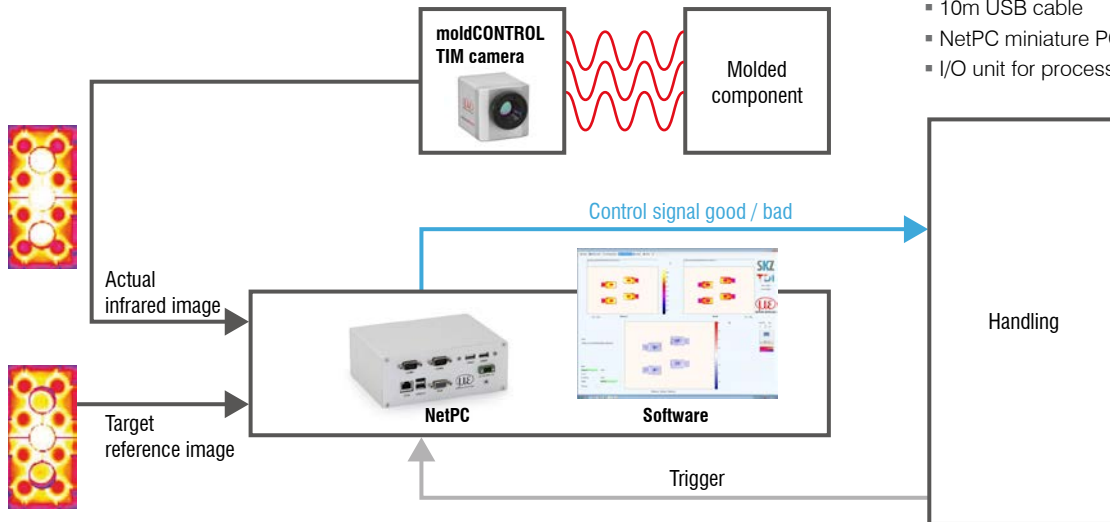 moldCONTROL
TIM camera
Molded
component
▪ 10m USB cable
▪ NetPC miniature PC
▪ I/O unit for process
Control signal good / bad
Actual
infrared image
SKZ
Handling
NetPC
Software
Target
reference image
Trigger